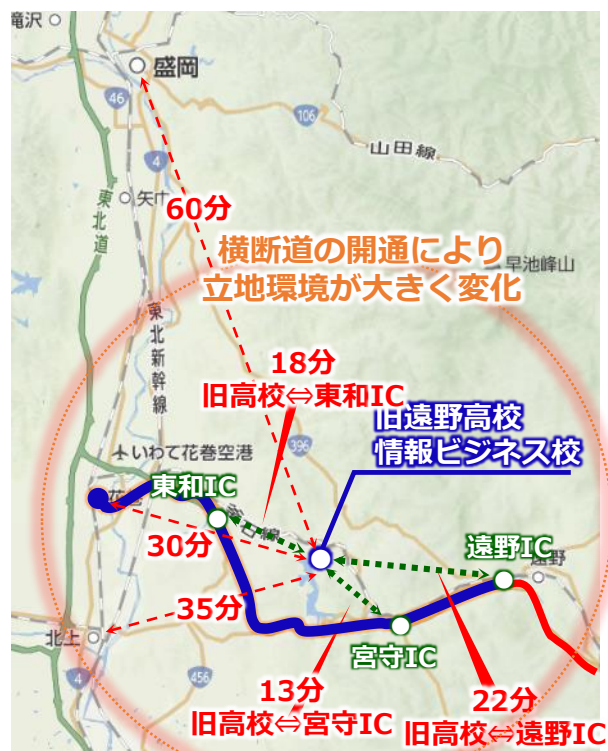 滝沢
盛岡
46
106
4
山田線
東北道
矢巾
60分
横断道の開通により
立地環境が大きく変化
早池峰山
東北新幹線
18分
旧高校⇔東和IC
旧遠野高校
情報ビジネス校
396
いわて花巻空港
東和IC
花巻
釜石線
30分
遠野IC
遠野
35分
北上
宮守IC
4
456
13分
旧高校⇔宮守IC
22分
旧高校⇔遠野IC